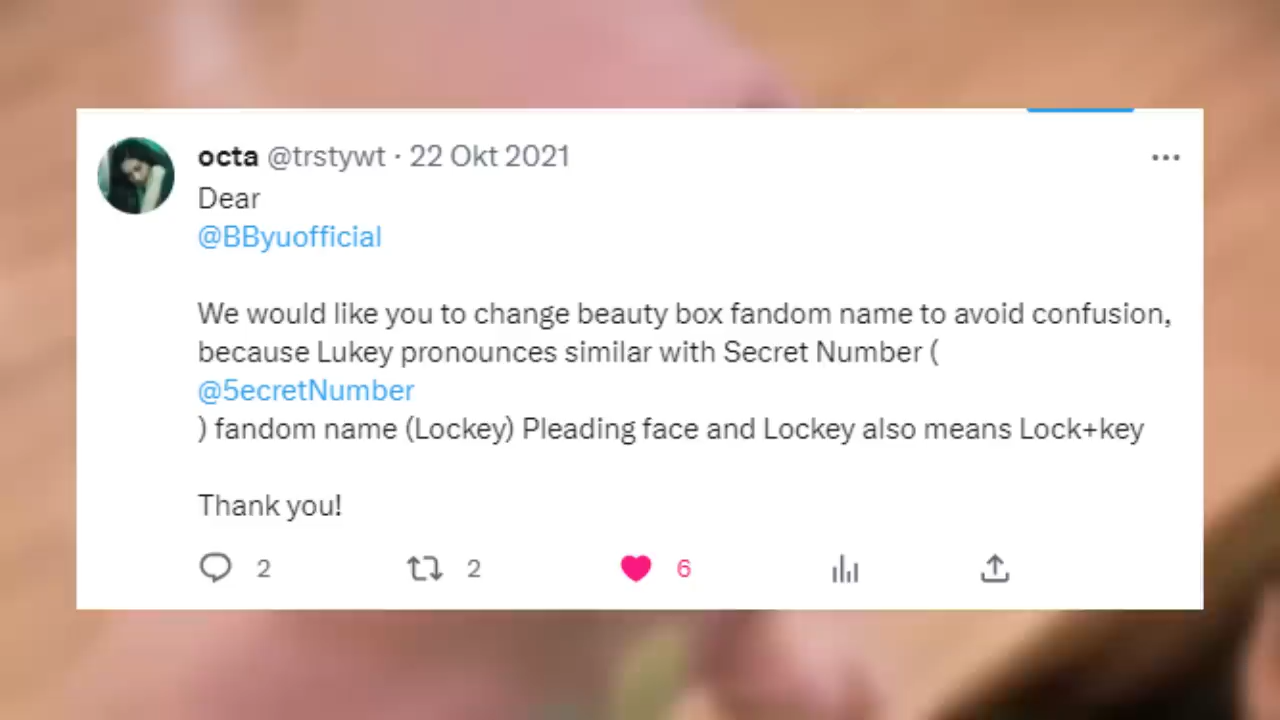 octa @trstywt · 22 Okt 2021
Dear
@BByuofficial
We would like you to change beauty box fandom name to avoid confusion,
because Lukey pronounces similar with Secret Number (
@5ecretNumber
) fandom name (Lockey) Pleading face and Lockey also means Lock+key
Thank you!
2 2 6